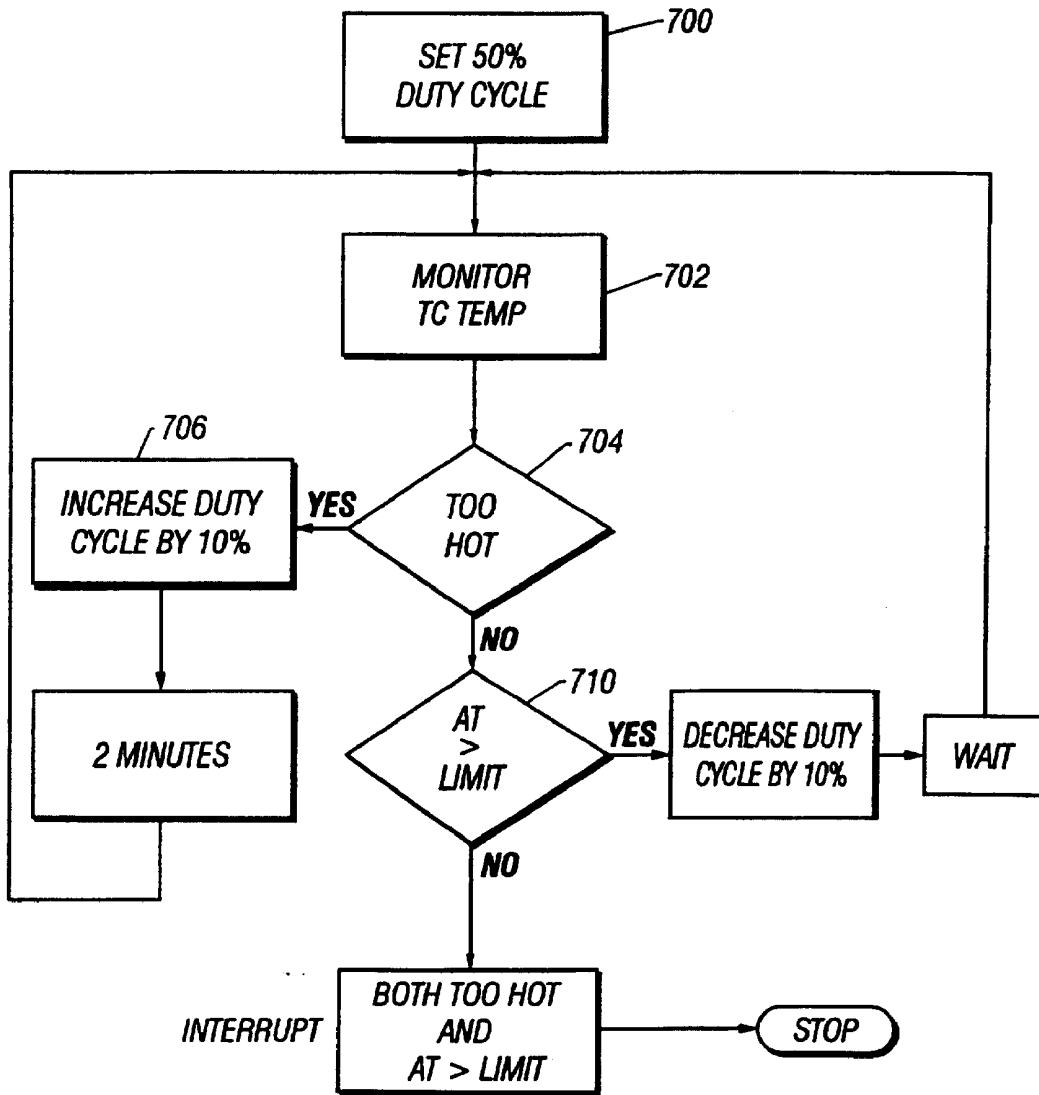 700
SET 50%
DUTY CYCLE
MONITOR
TC TEMP
702
706
704
INCREASE DUTY
CYCLE BY 10%
YES
TOO
HOT
NO
710
2 MINUTES
AT
>
LIMIT
YES
DECREASE DUTY
CYCLE BY 10%
WAIT
NO
INTERRUPT
BOTH TOO HOT
AND
AT > LIMIT
STOP